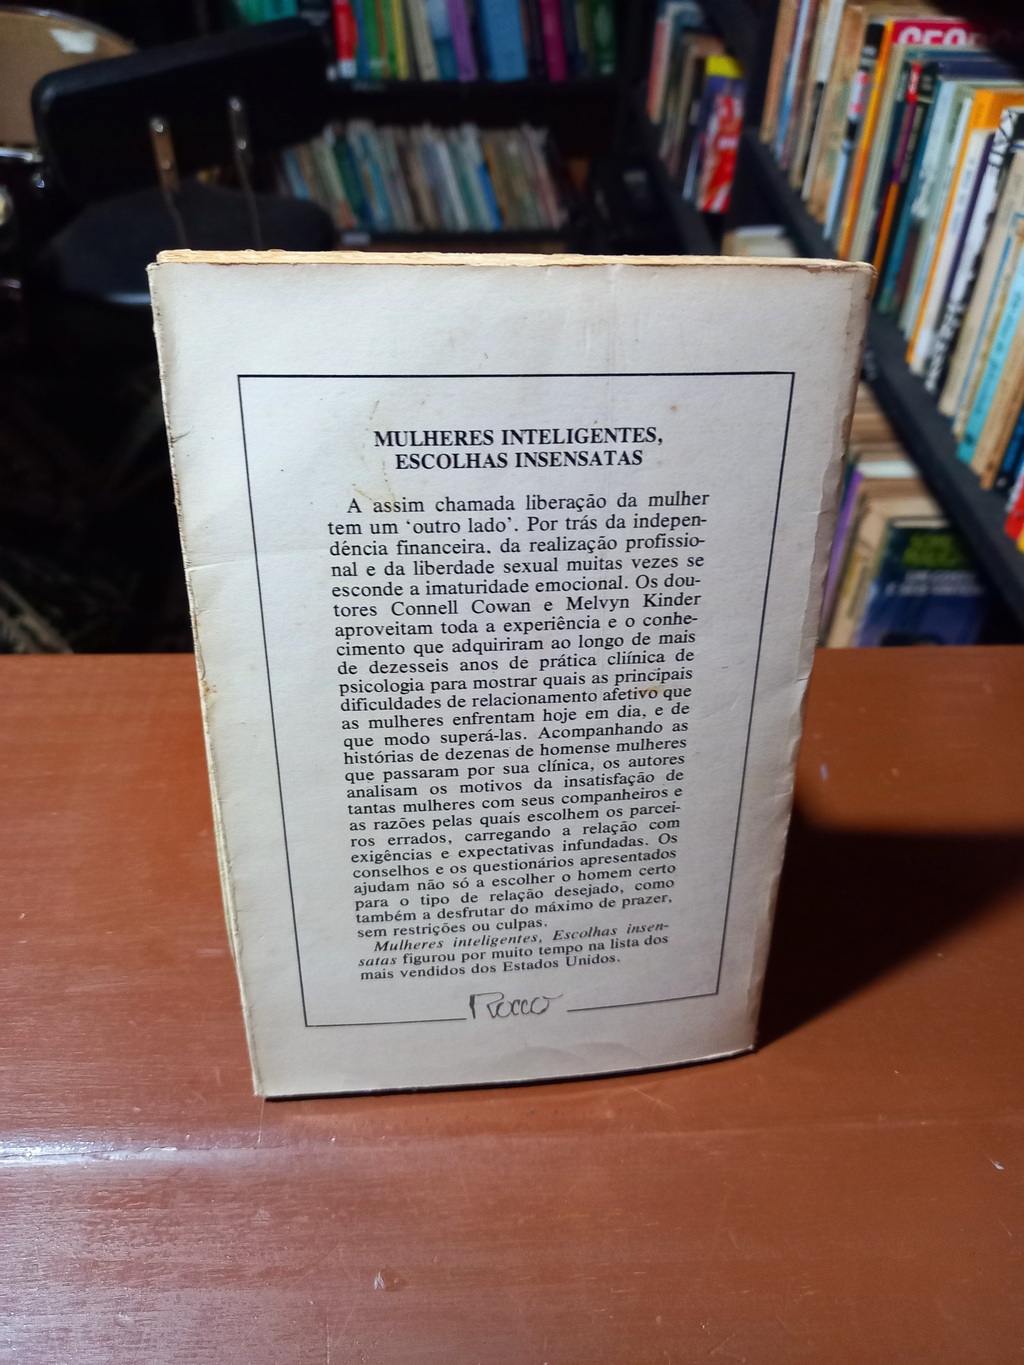 GEORG
MULHERES INTELIGENTES,
ESCOLHAS INSENSATAS
A assim chamada liberação da mulher
tem um ‘outro lado’. Por trás da indepen-
dência financeira, da realização profissio-
nal e da liberdade sexual muitas vezes se
esconde a imaturidade emocional. Os dou-
tores Connell Cowan e Melvyn Kinder
aproveitam toda a experiência e o conhe-
cimento que adquiriram ao longo de mais
de dezesseis anos de prática cliínica de
psicologia para mostrar quais as principais
dificuldades de relacionamento afetivo que
as mulheres enfrentam hoje em dia, e de
que modo superá-las. Acompanhando as
histórias de dezenas de homense mulheres
que passaram por sua clínica, os autores
analisam os motivos da insatisfação de
tantas mulheres com seus companheiros e
as razões pelas quais escolhem os parcei-
ros errados, carregando a relação com
exigências e expectativas infundadas. Os
conselhos e os questionários apresentados
ajudam não só a escolher o homem certo
para o tipo de relação desejado, como
também a desfrutar do máximo de prazer,
sem restrições ou culpas.
Mulheres inteligentes, Escolhas insen-
satas figurou por muito tempo na lista dos
mais vendidos dos Estados Unidos.
Rocco